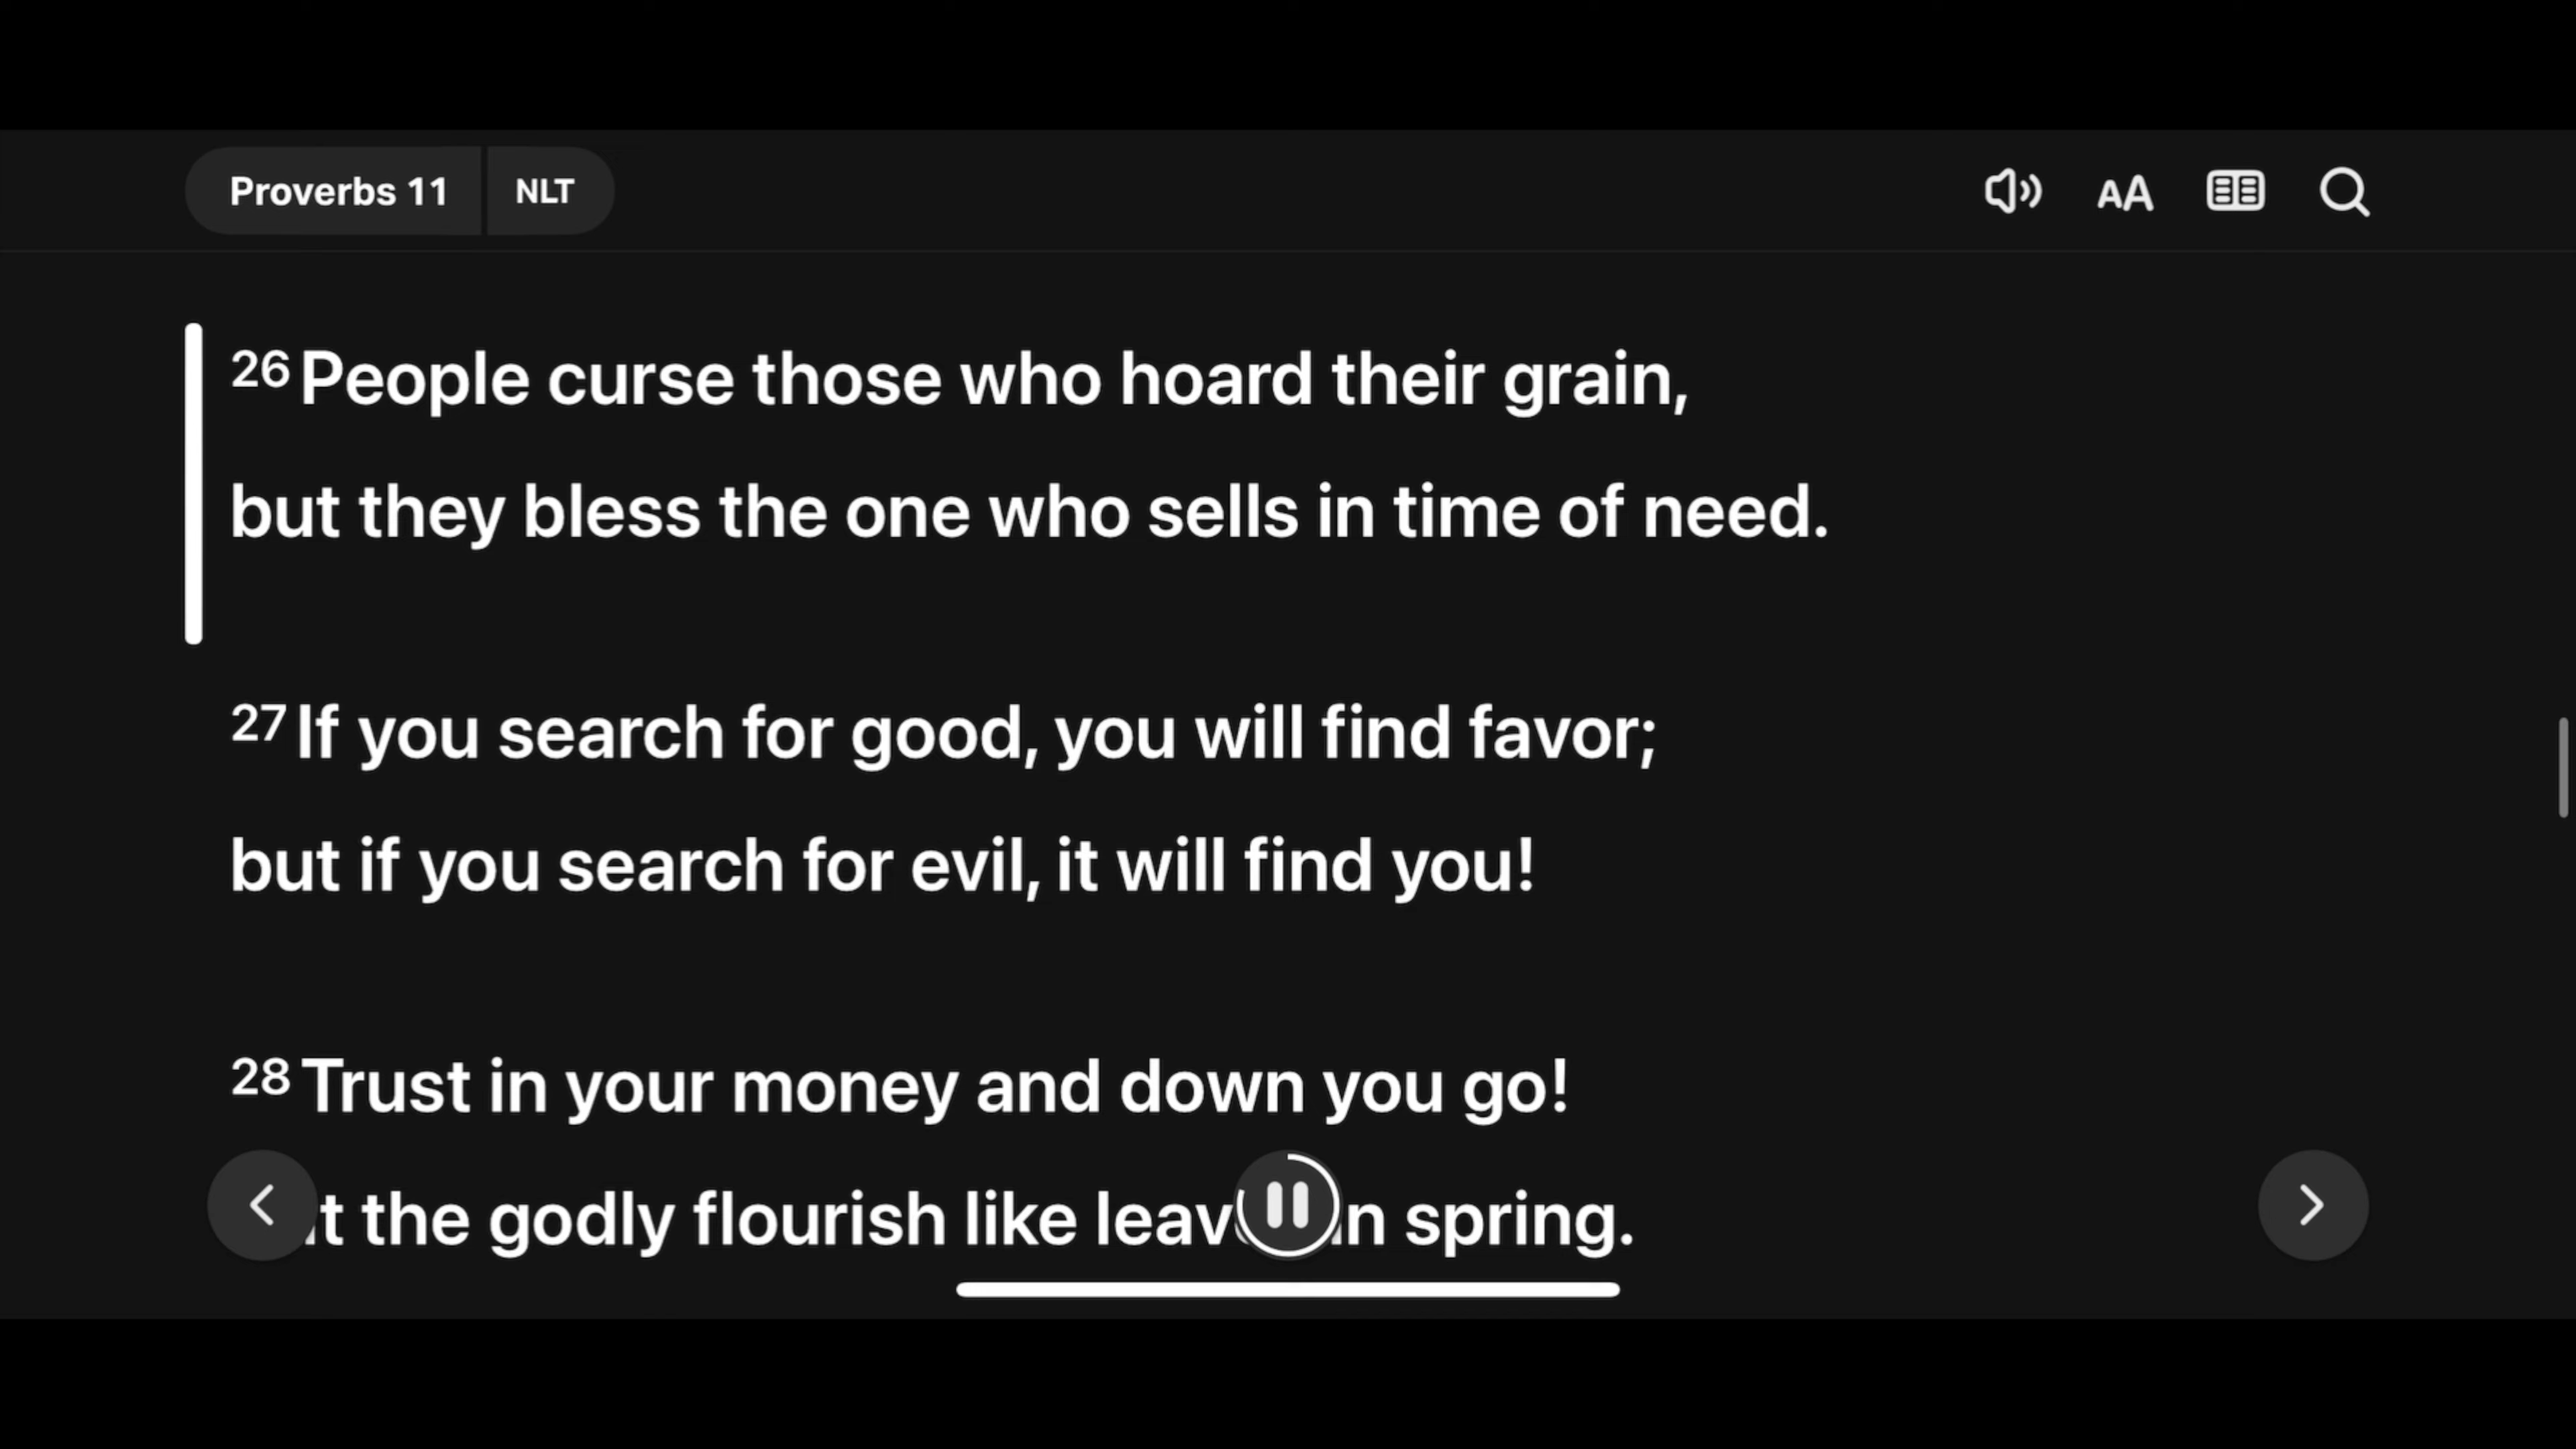 Proverbs 11 NLT AA
26 People curse those who hoard their grain,
but they bless the one who sells in time of need.
27 If you search for good, you will find favor;
but if you search for evil, it will find you!
28 Trust in your money and down you go!
the godly flourish like in spring.